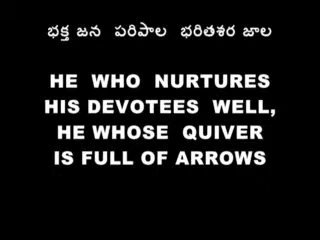 భక్త జన పరిపాల భరితశర జాల
HE WHO NURTURES
HIS DEVOTEES WELL,
HE WHOSE QUIVER
IS FULL OF ARROWS